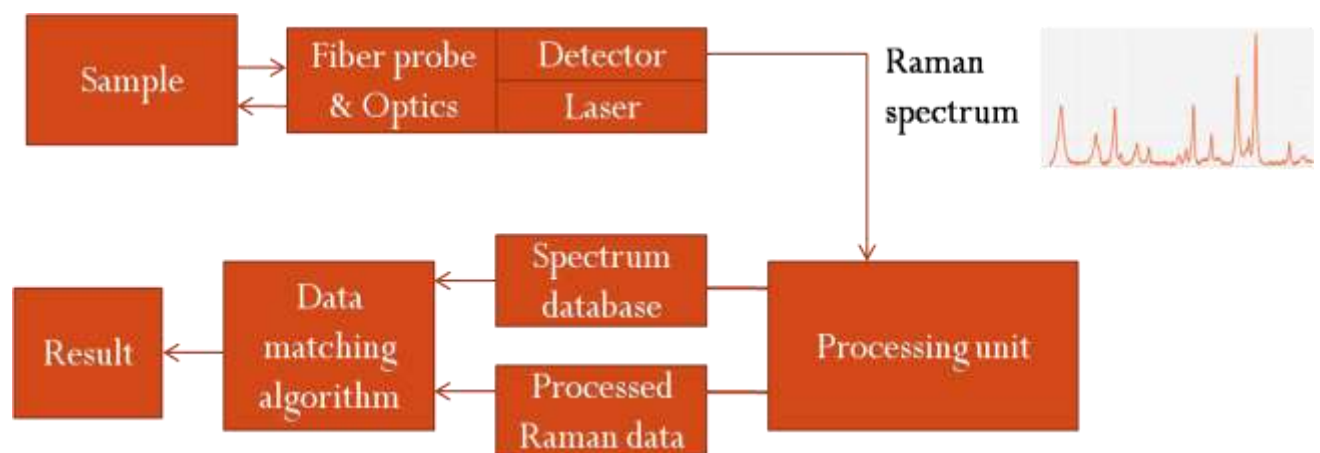 Sample
Fiber probe
& Optics
Detector
Laser
Raman
spectrum
Spectrum
database
Data
matching
algorithm
Result
Processing unit
Processed
Raman data